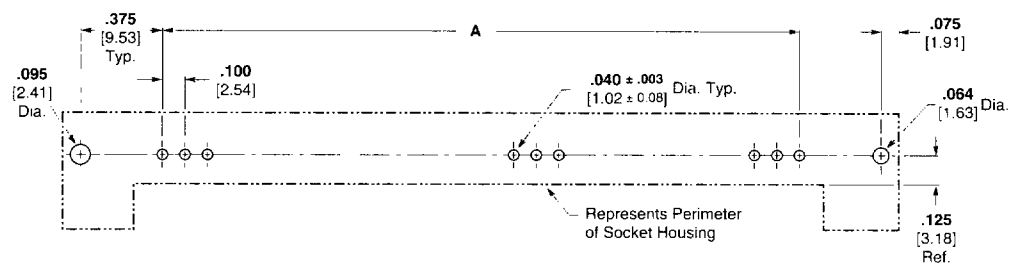 .375
[9.53]
Typ.
A
.075
[1.91]
.095
[2.41]
Dia.
.100
[2.54]
.040 ± .003
[1.02 ± 0.08] Dia. Typ.
.064
[1.63] Dia.
Represents Perimeter
of Socket Housing
.125
[3.18]
Ref.